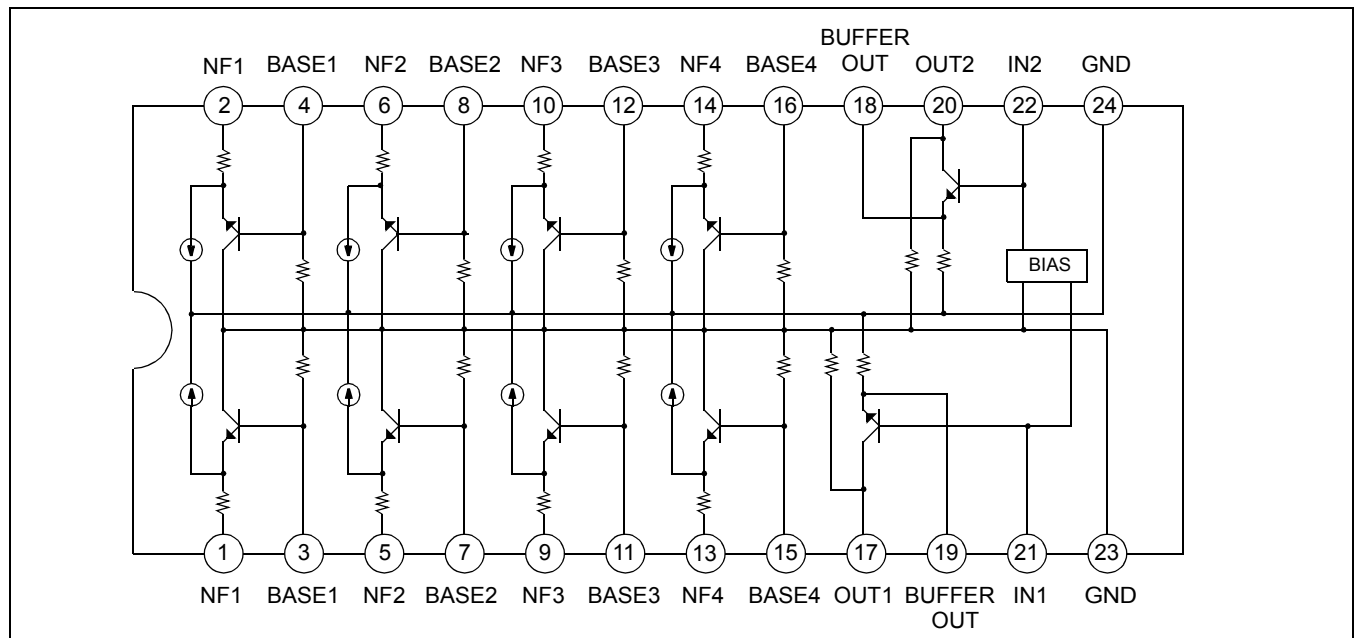 NF1 BASE1 NF2 BASE2 NF3 BASE3 NF4 BASE4 BUFFER OUT OUT2 IN2 GND
2 4 6 8 10 12 14 16 18 20 22 24
BIAS
1 3 5 7 9 11 13 15 17 19 21 23
NF1 BASE1 NF2 BASE2 NF3 BASE3 NF4 BASE4 OUT1 BUFFER OUT IN1 GND